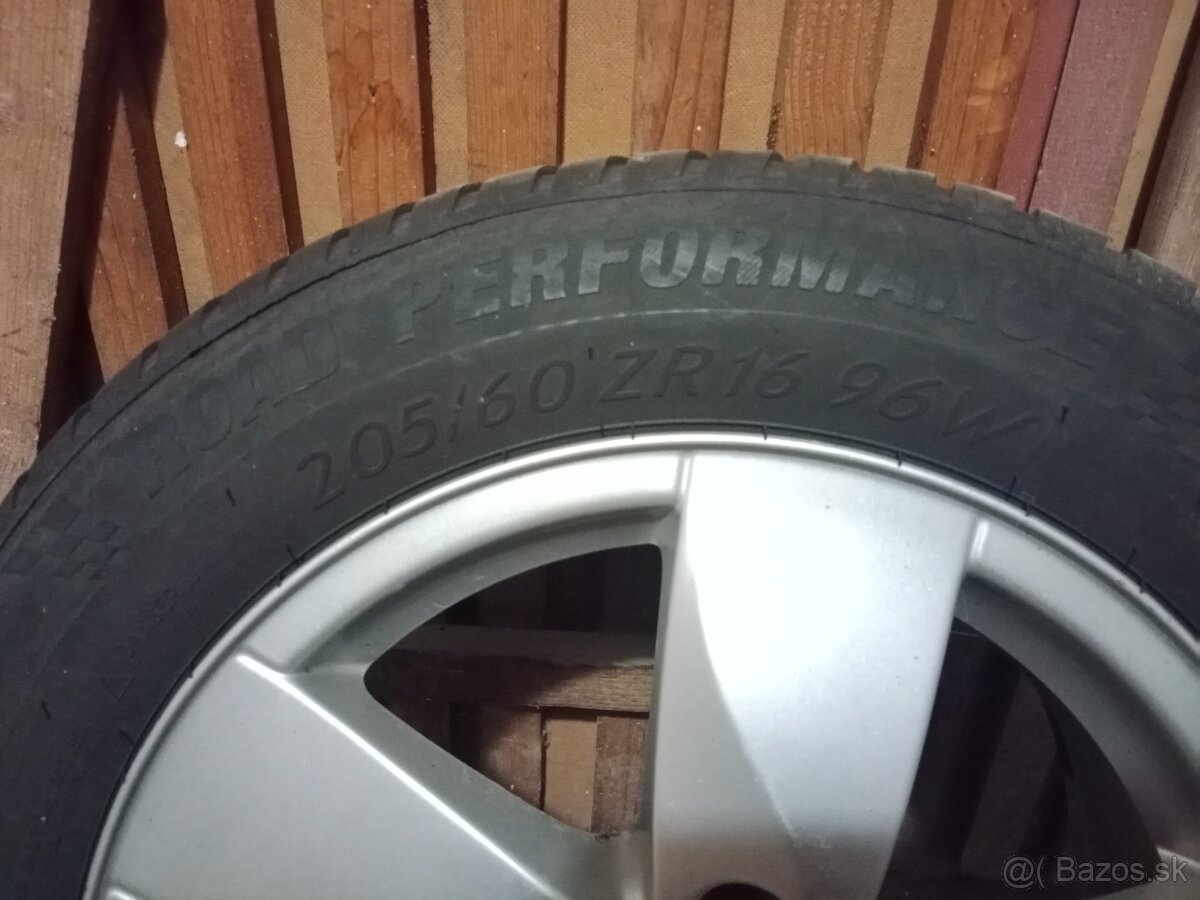 ROAD PERFORMANCE
205/60 ZR16 96W
@( Bazos.sk